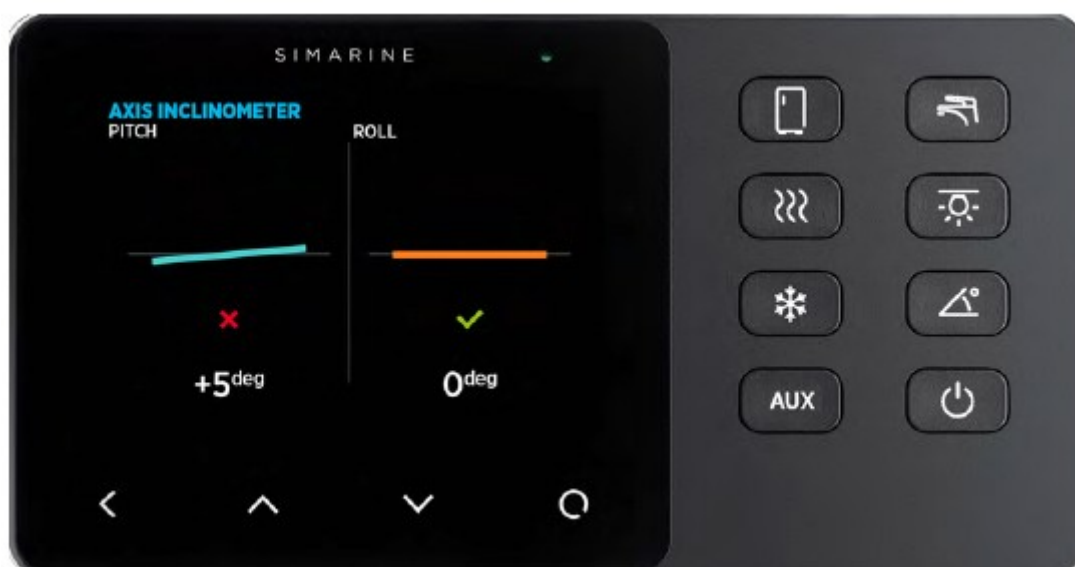 SIMARINE
AXIS INCLINOMETER
PITCH
ROLL
+5deg
0deg
AUX